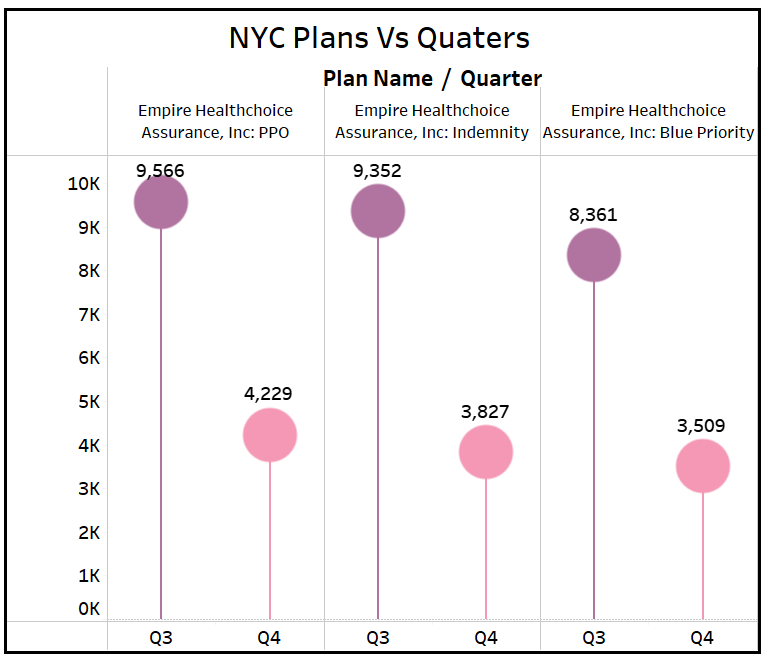 NYC Plans Vs Quaters
Plan Name / Quarter
Empire Healthchoice
Assurance, Inc: PPO
Empire Healthchoice
Assurance, Inc: Indemnity
Empire Healthchoice
Assurance, Inc: Blue Priority
10K
9K
8K
7K
6K
5K
4K
3K
2K
1K
0K
9,566
4,229
9,352
3,827
8,361
3,509
Q3
Q4
Q3
Q4
Q3
Q4